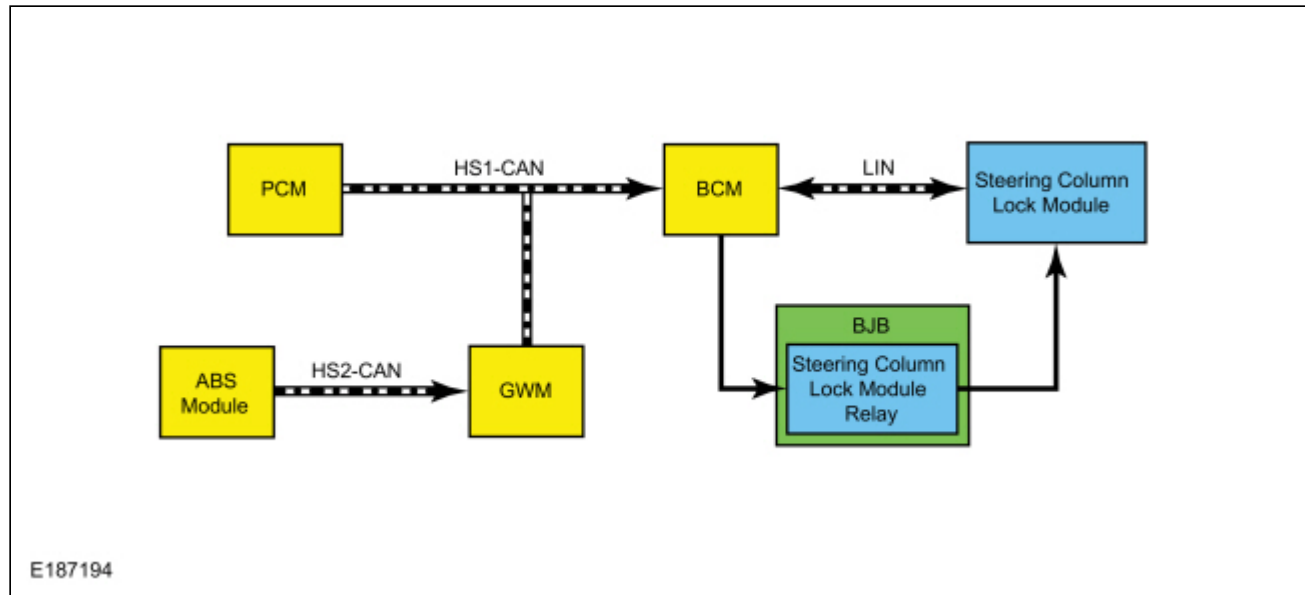 PCM
HS1-CAN
BCM
LIN
Steering Column
Lock Module
BJB
Steering Column
Lock Module
Relay
ABS
Module
HS2-CAN
GWM
E187194